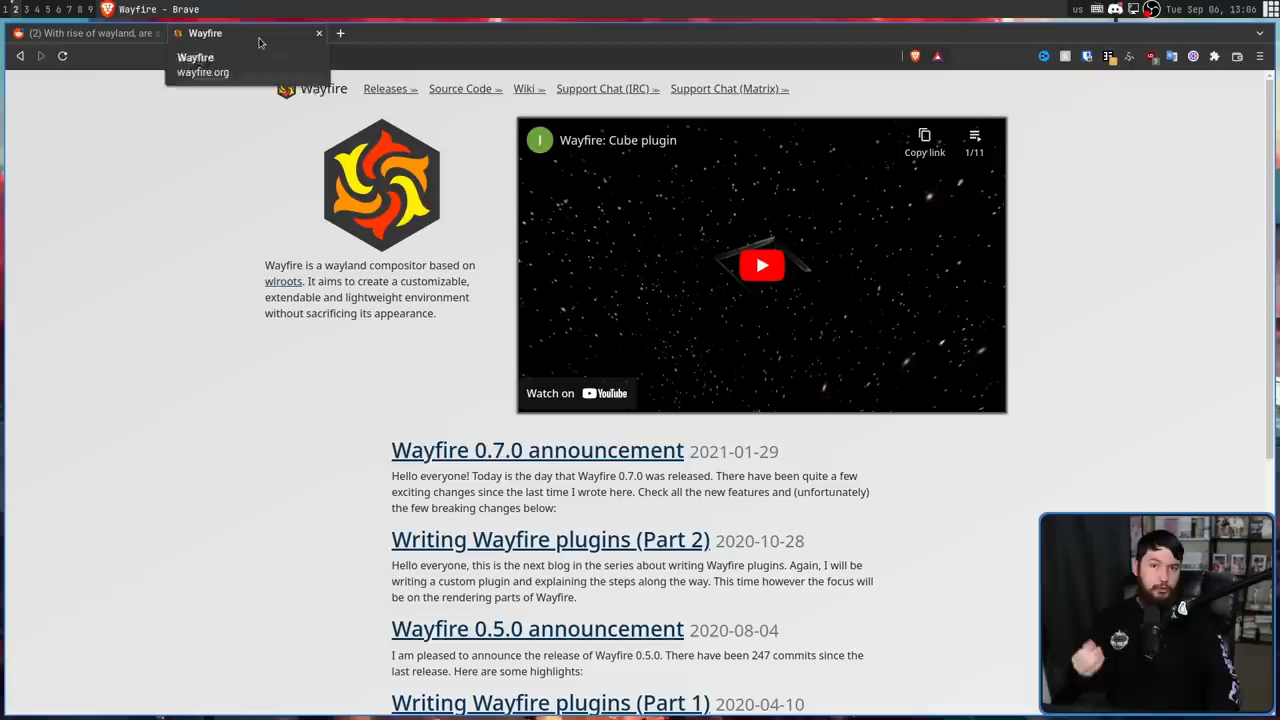 1 2 3 4 5 6 7 8 9
Wayfire - Brave
us
Tue Sep 06, 13:06
(2) With rise of wayland, are
Wayfire
Wayfire
wayfire.org
Wayfire
Releases
Source Code
Wiki
Support Chat (IRC)
Support Chat (Matrix)
I
Wayfire: Cube plugin
Copy link
1/11
Wayfire is a wayland compositor based on
wlroots. It aims to create a customizable,
extendable and lightweight environment
without sacrificing its appearance.
Watch on YouTube
Wayfire 0.7.0 announcement 2021-01-29
Hello everyone! Today is the day that Wayfire 0.7.0 was released. There have been quite a few
exciting changes since the last time I wrote here. Check all the new features and (unfortunately)
the few breaking changes below:
Writing Wayfire plugins (Part 2) 2020-10-28
Hello everyone, this is the next blog in the series about writing Wayfire plugins. Again, I will be
writing a custom plugin and explaining the steps along the way. This time however the focus will
be on the rendering parts of Wayfire.
Wayfire 0.5.0 announcement 2020-08-04
I am pleased to announce the release of Wayfire 0.5.0. There have been 247 commits since the
last release. Here are some highlights:
Writing Wayfire plugins (Part 1) 2020-04-10